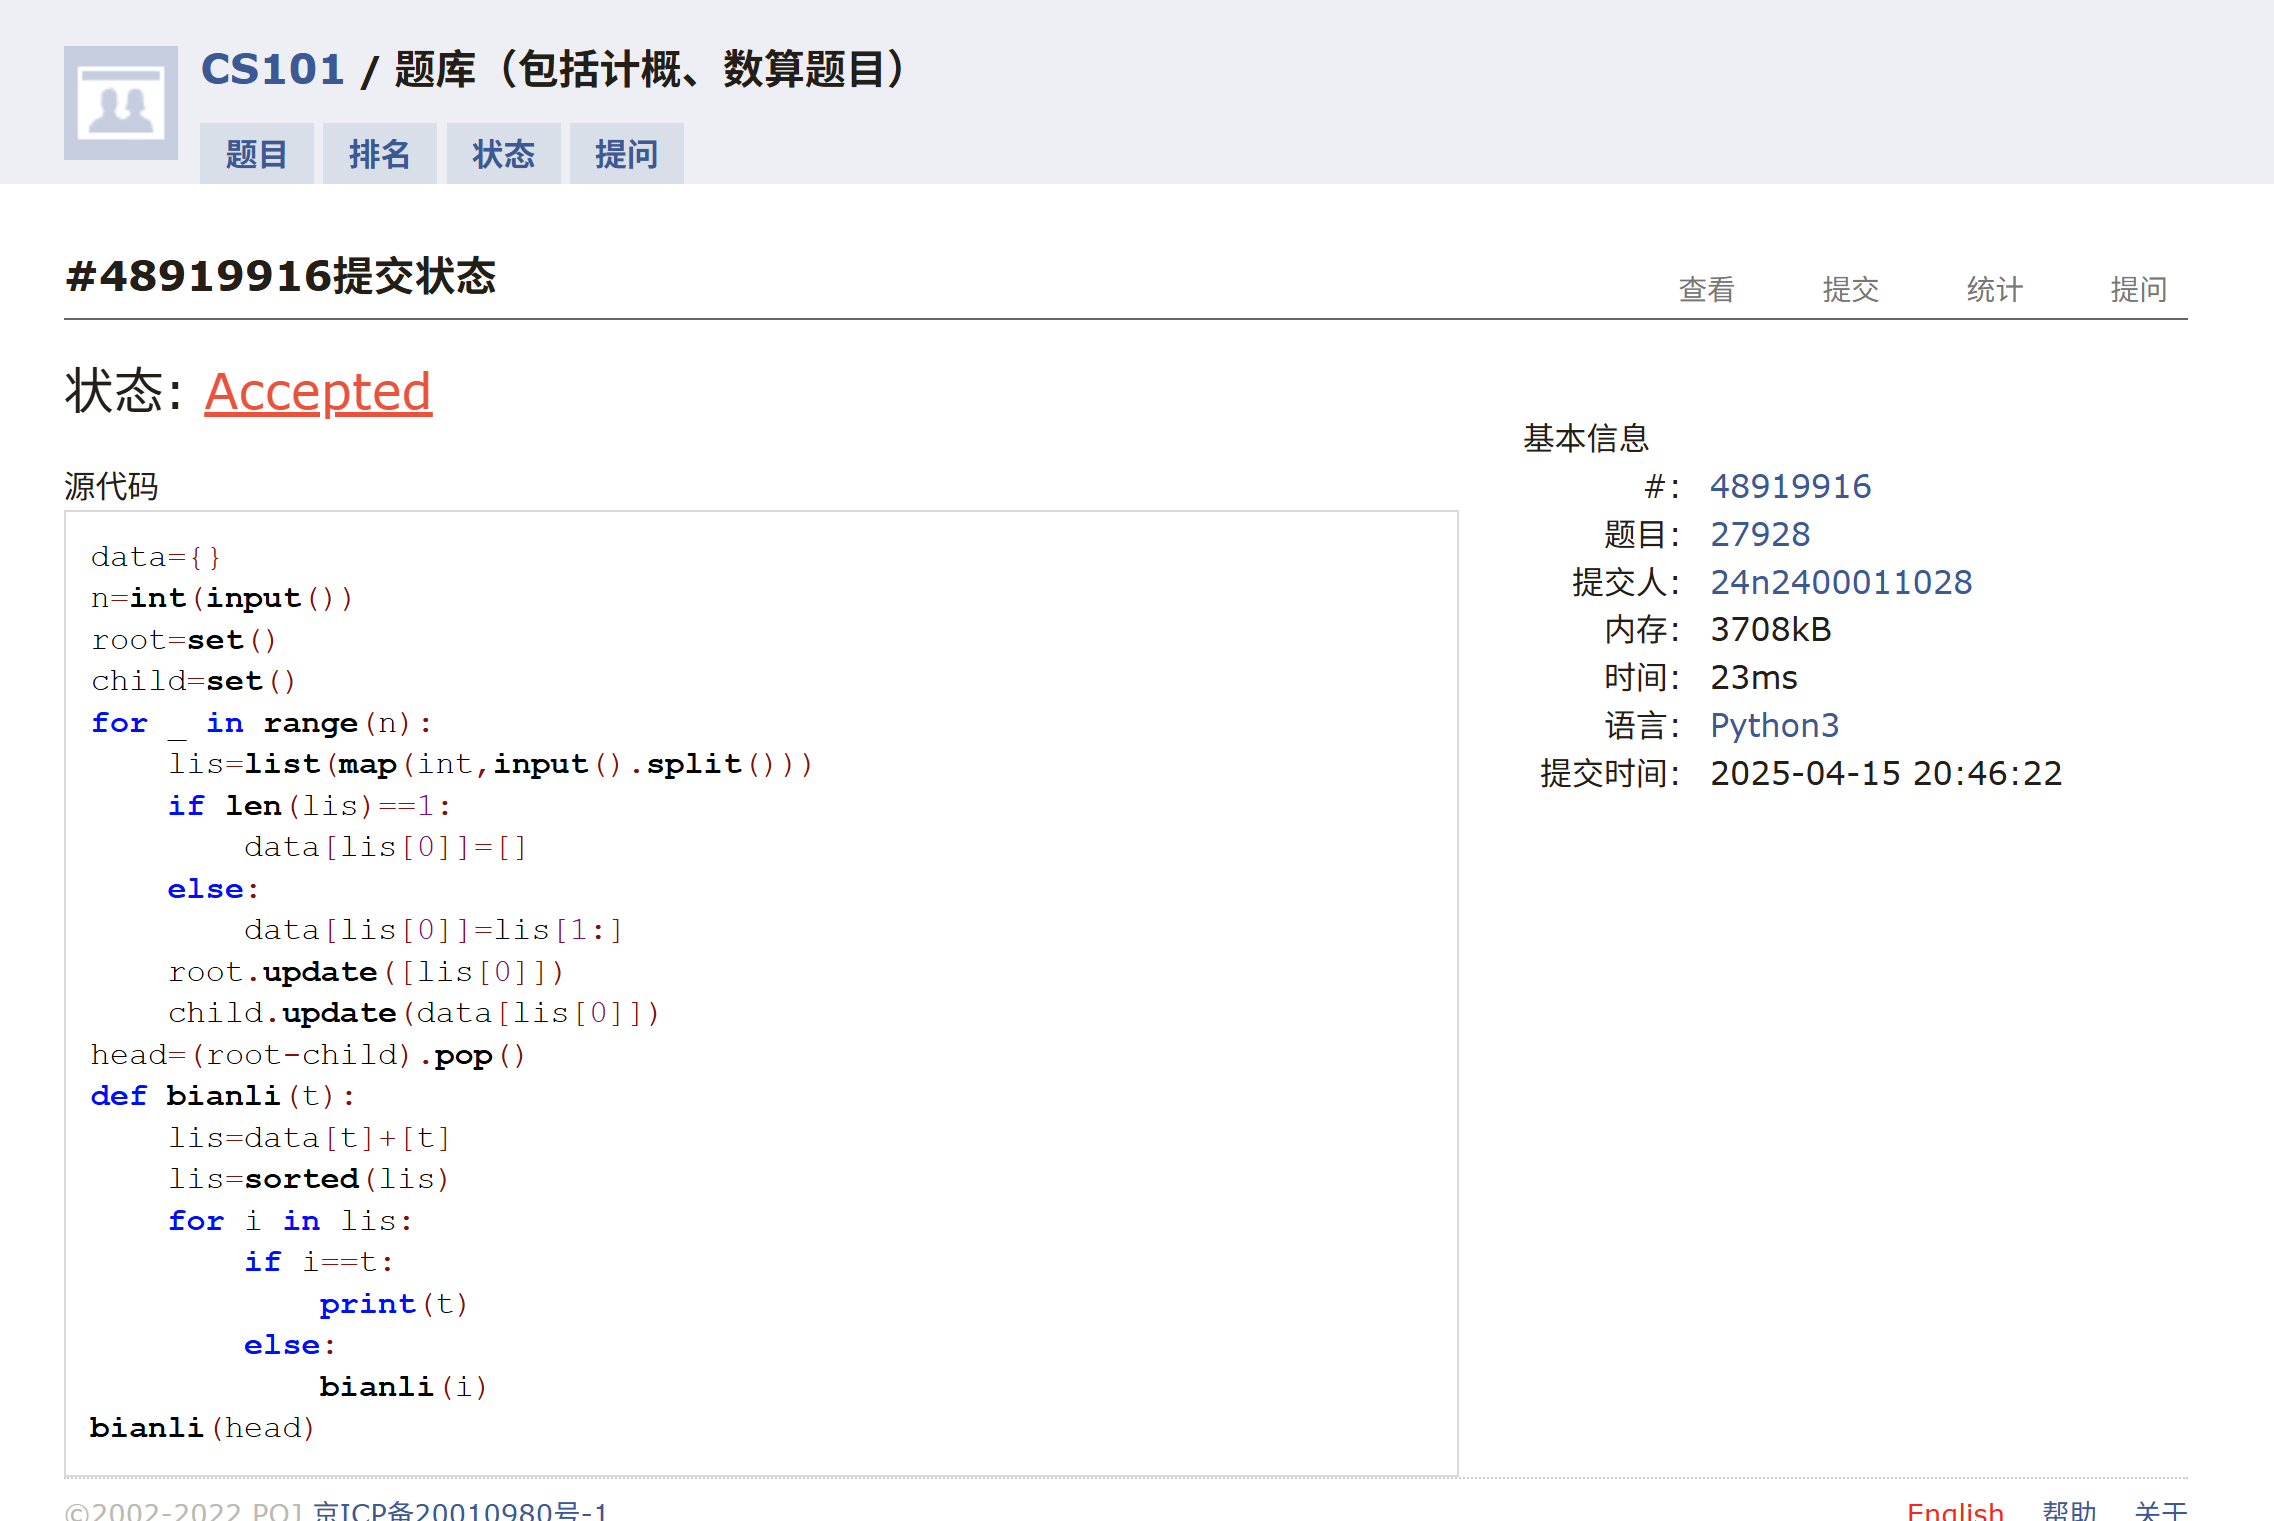 CS101 / 题库（包括计概、数算题目）
题目 排名 状态 提问
#48919916提交状态
查看 提交 统计 提问
状态: Accepted
源代码
data={}
n=int(input())
root=set()
child=set()
for _ in range(n):
    lis=list(map(int,input().split()))
    if len(lis)==1:
        data[lis[0]]=[]
    else:
        data[lis[0]]=lis[1:]
    root.update([lis[0]])
    child.update(data[lis[0]])
head=(root-child).pop()
def bianli(t):
    lis=data[t]+[t]
    lis=sorted(lis)
    for i in lis:
        if i==t:
            print(t)
        else:
            bianli(i)
bianli(head)
基本信息
#: 48919916
题目: 27928
提交人: 24n2400011028
内存: 3708kB
时间: 23ms
语言: Python3
提交时间: 2025-04-15 20:46:22
©2002-2022 POJ 京ICP备20010980号-1
English 帮助 关于